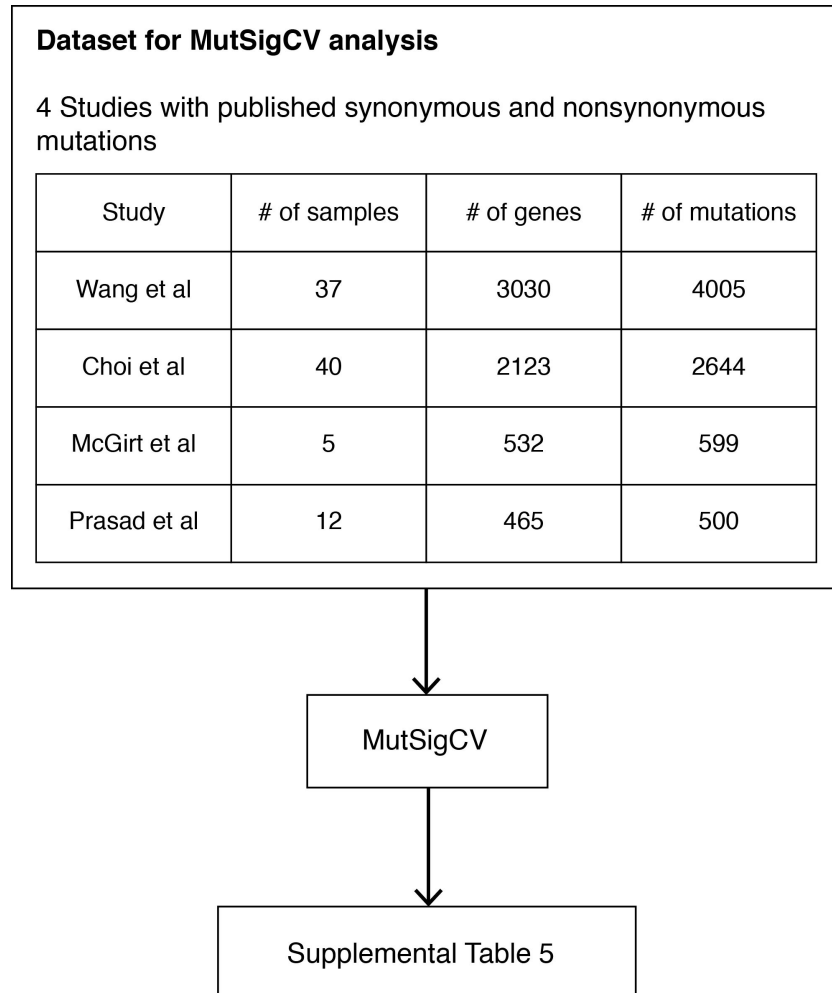 Dataset for MutSigCV analysis
4 Studies with published synonymous and nonsynonymous
mutations
Study # of samples # of genes # of mutations
Wang et al 37 3030 4005
Choi et al 40 2123 2644
McGirt et al 5 532 599
Prasad et al 12 465 500
MutSigCV
Supplemental Table 5